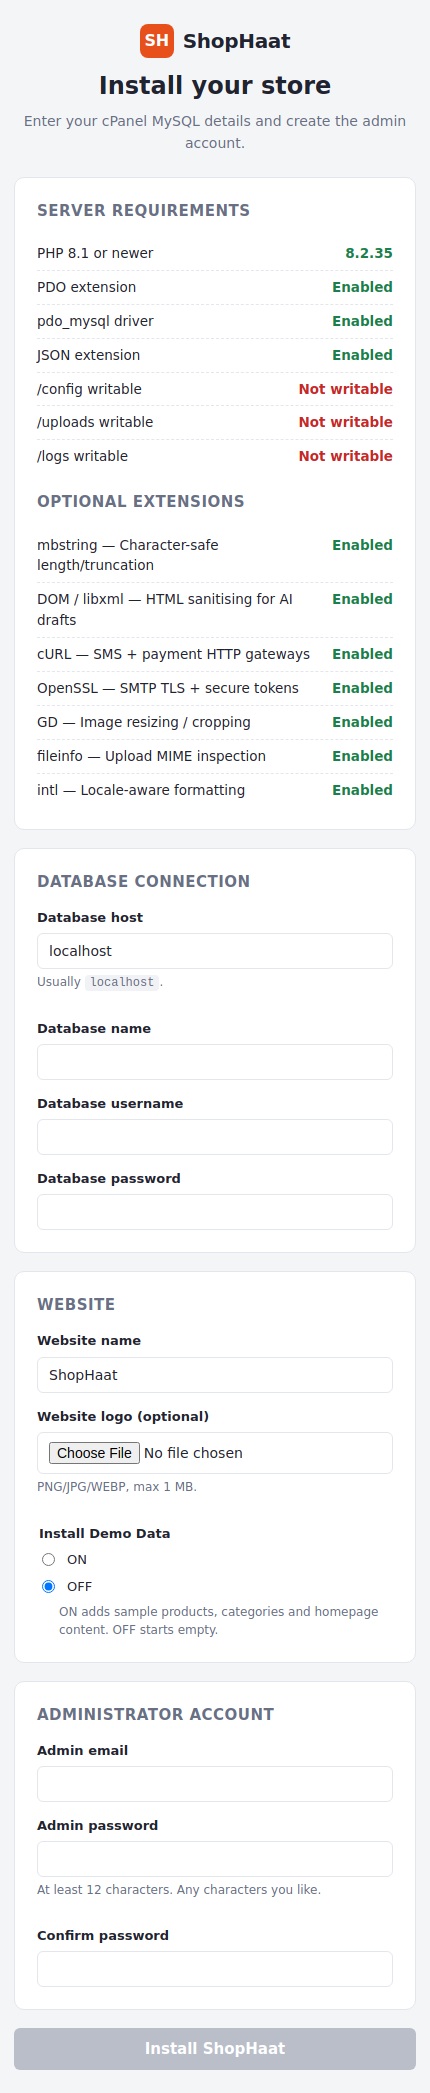 SH ShopHaat
Install your store
Enter your cPanel MySQL details and create the admin
account.
SERVER REQUIREMENTS
PHP 8.1 or newer 8.2.35
PDO extension Enabled
pdo_mysql driver Enabled
JSON extension Enabled
/config writable Not writable
/uploads writable Not writable
/logs writable Not writable
OPTIONAL EXTENSIONS
mbstring — Character-safe Enabled
length/truncation
DOM / libxml — HTML sanitising for AI Enabled
drafts
cURL — SMS + payment HTTP gateways Enabled
OpenSSL — SMTP TLS + secure tokens Enabled
GD — Image resizing / cropping Enabled
fileinfo — Upload MIME inspection Enabled
intl — Locale-aware formatting Enabled
DATABASE CONNECTION
Database host
localhost
Usually localhost.
Database name
Database username
Database password
WEBSITE
Website name
ShopHaat
Website logo (optional)
Choose File No file chosen
PNG/JPG/WEBP, max 1 MB.
Install Demo Data
ON
OFF
ON adds sample products, categories and homepage
content. OFF starts empty.
ADMINISTRATOR ACCOUNT
Admin email
Admin password
At least 12 characters. Any characters you like.
Confirm password
Install ShopHaat